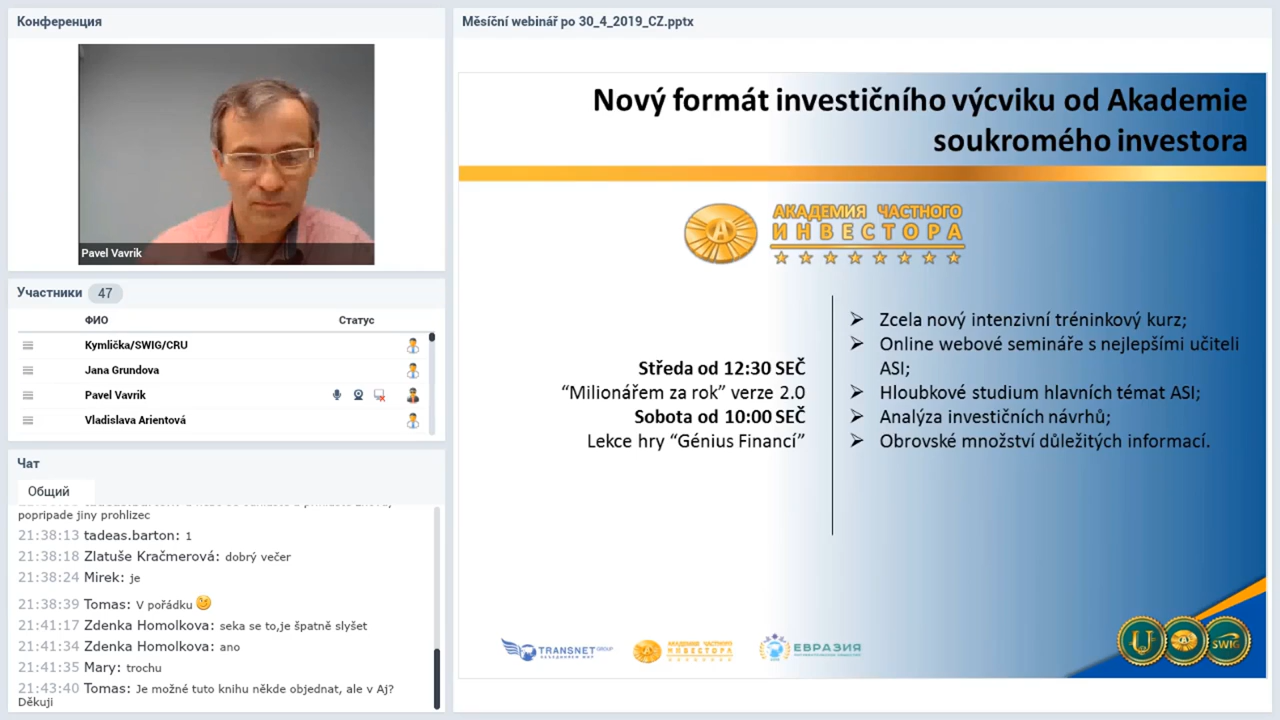 Конференция
Pavel Vavrik
Участники 47
ФИО Статус
Kymlička/SWIG/CRU
Jana Grundova
Pavel Vavrik
Vladislava Arientová
Чат
Общий
popripade jiny prohlizec
21:38:13 tadeas.barton: 1
21:38:18 Zlatuše Kračmerová: dobrý večer
21:38:24 Mirek: je
21:38:39 Tomas: V pořádku
21:41:17 Zdenka Homolkova: seka se to,je špatně slyšet
21:41:34 Zdenka Homolkova: ano
21:41:35 Mary: trochu
21:43:40 Tomas: Je možné tuto knihu někde objednat, ale v Aj?
Děkuji
Měsíční webinář po 30_4_2019_CZ.pptx
Nový formát investičního výcviku od Akademie
soukromého investora
АКАДЕМИЯ ЧАСТНОГО
ИНВЕСТОРА
Středa od 12:30 SEČ
“Milionářem za rok” verze 2.0
Sobota od 10:00 SEČ
Lekce hry “Génius Financí”
Zcela nový intenzivní tréninkový kurz;
Online webové semináře s nejlepšími učiteli
ASI;
Hloubkové studium hlavních témat ASI;
Analýza investičních návrhů;
Obrovské množství důležitých informací.
TRANSNET GROUP
АКАДЕМИЯ ЧАСТНОГО
ИНВЕСТОРА
ЕВРАЗИЯ
U
A
SWIG